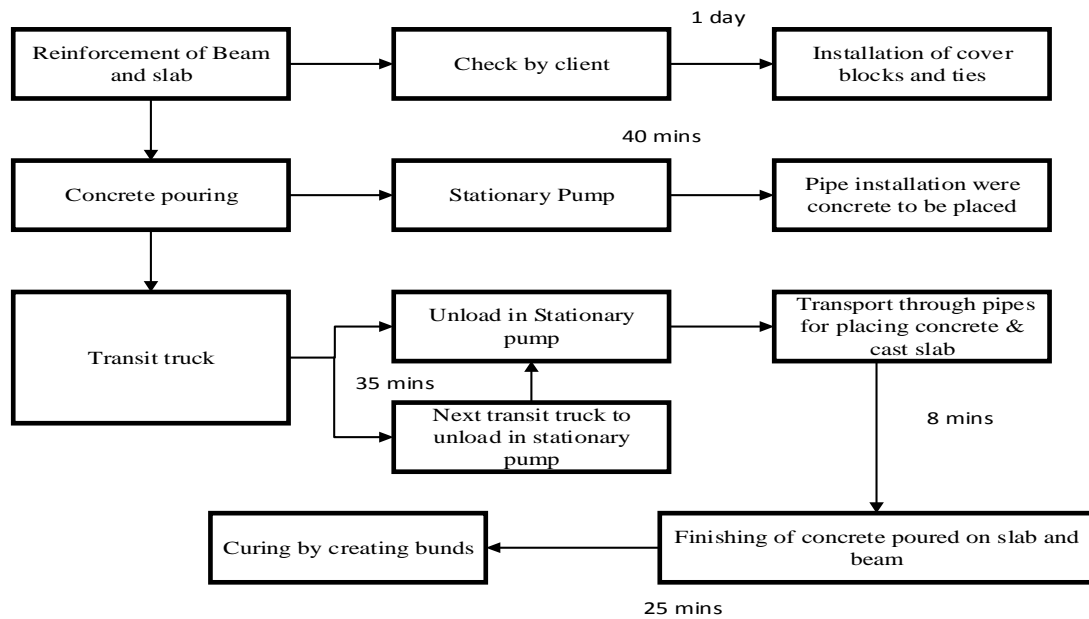 1 day
Reinforcement of Beam
and slab
Check by client
Installation of cover
blocks and ties
40 mins
Concrete pouring
Stationary Pump
Pipe installation were
concrete to be placed
Transit truck
Unload in Stationary
pump
Transport through pipes
for placing concrete &
cast slab
35 mins
Next transit truck to
unload in stationary
pump
8 mins
Curing by creating bunds
Finishing of concrete poured on slab and
beam
25 mins